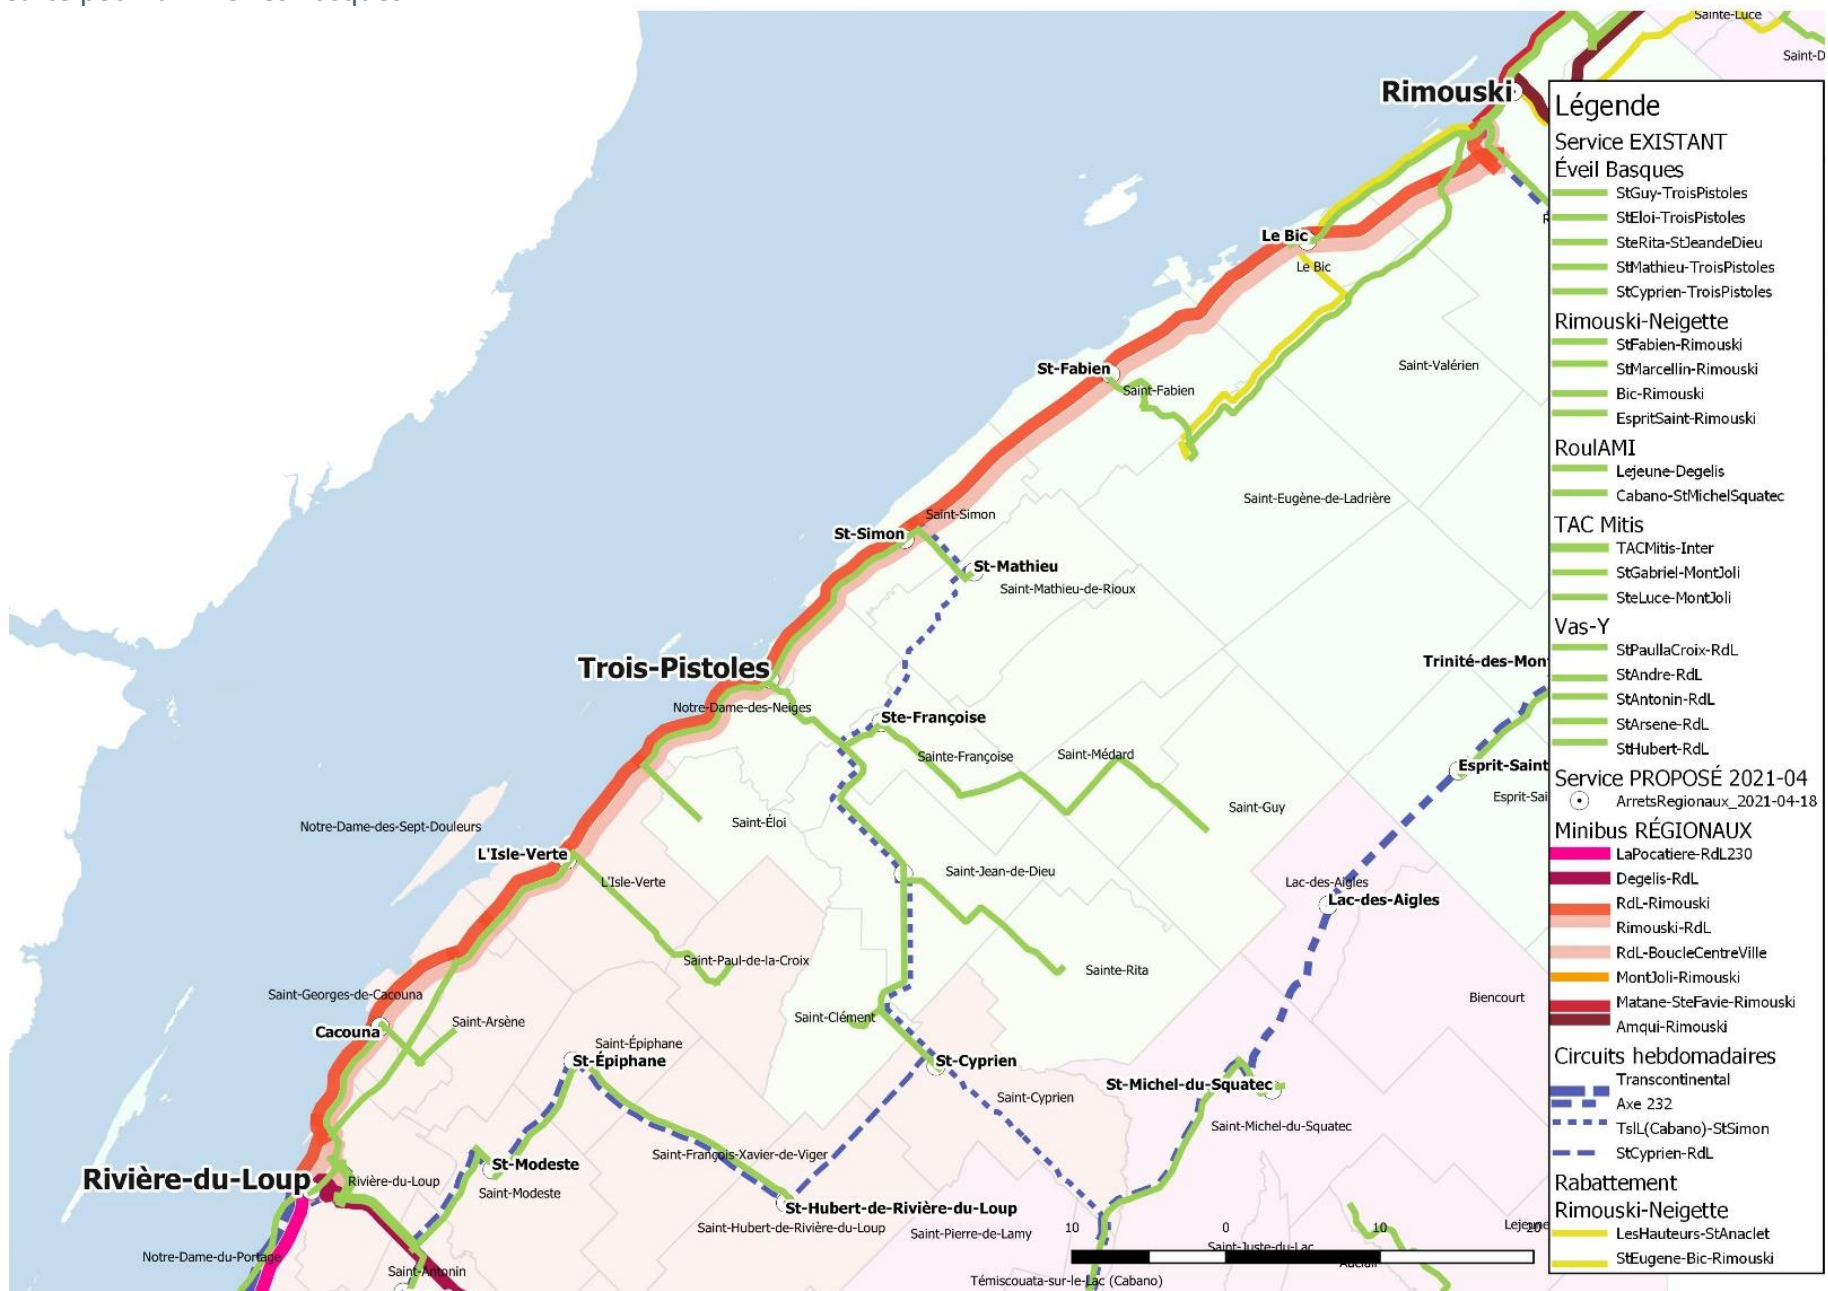 Sainte-Luce
Saint-D
Rimouski
Le Bic
Le Bic
St-Fabien
Saint-Fabien
Saint-Valérien
Saint-Eugène-de-Ladrière
Saint-Simon
St-Simon
St-Mathieu
Saint-Mathieu-de-Rioux
Trois-Pistoles
Trinité-des-Mon
Notre-Dame-des-Neiges
Ste-Françoise
Sainte-Françoise
Saint-Médard
Esprit-Saint
Esprit-Sai
Saint-Guy
Saint-Éloi
Notre-Dame-des-Sept-Douleurs
L'Isle-Verte
L'Isle-Verte
Saint-Jean-de-Dieu
Lac-des-Aigles
Lac-des-Aigles
Saint-Paul-de-la-Croix
Sainte-Rita
Saint-Georges-de-Cacouna
Biencourt
Cacouna
Saint-Arsène
Saint-Clément
Saint-Épiphane
St-Épiphane
St-Cyprien
Saint-Cyprien
St-Michel-du-Squatec
Saint-Michel-du-Squatec
Saint-François-Xavier-de-Viger
St-Modeste
Saint-Modeste
Rivière-du-Loup
Rivière-du-Loup
St-Hubert-de-Rivière-du-Loup
Saint-Hubert-de-Rivière-du-Loup
Saint-Pierre-de-Lamy
Lejeune
Saint-Juste-du-Lac
Auclair
Notre-Dame-du-Portage
Saint-Antonin
Témiscouata-sur-le-Lac (Cabano)
10 0 10 20
Légende
Service EXISTANT
Éveil Basques
StGuy-TroisPistoles
StEloi-TroisPistoles
SteRita-StJeandeDieu
StMathieu-TroisPistoles
StCyprien-TroisPistoles
Rimouski-Neigette
StFabien-Rimouski
StMarcellin-Rimouski
Bic-Rimouski
EspritSaint-Rimouski
RoulAMI
Lejeune-Degelis
Cabano-StMichelSquatec
TAC Mitis
TACMitis-Inter
StGabriel-MontJoli
SteLuce-MontJoli
Vas-Y
StPaullaCroix-RdL
StAndre-RdL
StAntonin-RdL
StArsene-RdL
StHubert-RdL
Service PROPOSÉ 2021-04
ArretsRegionaux_2021-04-18
Minibus RÉGIONAUX
LaPocatiere-RdL230
Degelis-RdL
RdL-Rimouski
Rimouski-RdL
RdL-BoucleCentreVille
MontJoli-Rimouski
Matane-SteFavie-Rimouski
Amqui-Rimouski
Circuits hebdomadaires
Transcontinental
Axe 232
TslL(Cabano)-StSimon
StCyprien-RdL
Rabattement
Rimouski-Neigette
LesHauteurs-StAnaclet
StEugene-Bic-Rimouski